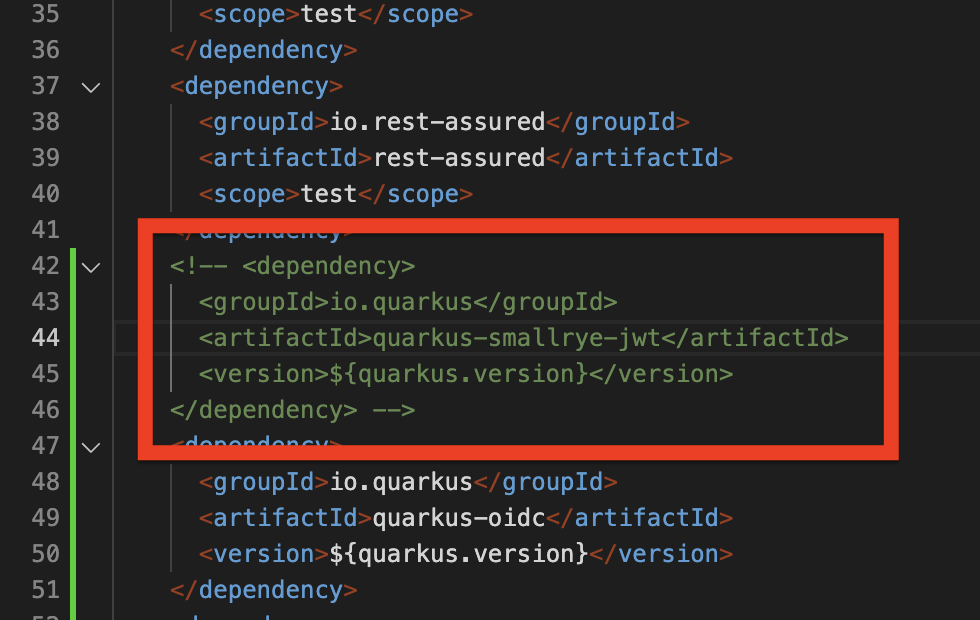 35 <scope>test</scope>
36 </dependency>
37 <dependency>
38 <groupId>io.rest-assured</groupId>
39 <artifactId>rest-assured</artifactId>
40 <scope>test</scope>
41 </dependency>
42 <!-- <dependency>
43 <groupId>io.quarkus</groupId>
44 <artifactId>quarkus-smallrye-jwt</artifactId>
45 <version>${quarkus.version}</version>
46 </dependency> -->
47 <dependency>
48 <groupId>io.quarkus</groupId>
49 <artifactId>quarkus-oidc</artifactId>
50 <version>${quarkus.version}</version>
51 </dependency>